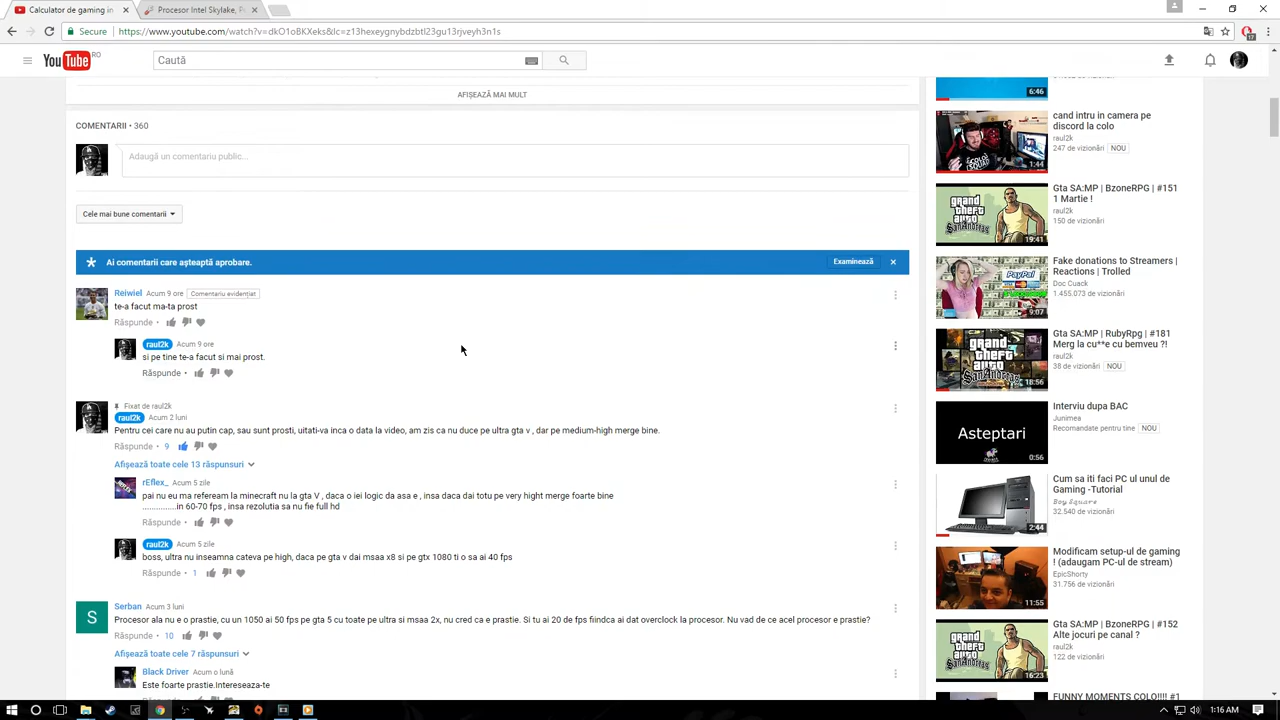 Calculator de gaming in
Procesor Intel Skylake, P
Secure
https://www.youtube.com/watch?v=dkO1oBKXeks&lc=z13hexeygnybdzbtl23gu13rjveyh3n1s
YouTube RO
Caută
AFIȘEAZĂ MAI MULT
COMENTARII • 360
Adaugă un comentariu public...
Cele mai bune comentarii
Ai comentarii care așteaptă aprobare.
Examinează
Reiwiel Acum 9 ore Comentariu evidențiat
te-a facut ma-ta prost
Răspunde •
raul2k Acum 9 ore
si pe tine te-a facut si mai prost.
Răspunde •
Fixat de raul2k
raul2k Acum 2 luni
Pentru cei care nu au putin cap, sau sunt prosti, uitati-va inca o data la video, am zis ca nu duce pe ultra gta v , dar pe medium-high merge bine.
Răspunde • 9
Afișează toate cele 13 răspunsuri
rEflex_ Acum 5 zile
pai nu eu ma refeream la minecraft nu la gta V , daca o iei logic da asa e , insa daca dai totu pe very hight merge foarte bine
...............in 60-70 fps , insa rezolutia sa nu fie full hd
Răspunde •
raul2k Acum 5 zile
boss, ultra nu inseamna cateva pe high, daca pe gta v dai msaa x8 si pe gtx 1080 ti o sa ai 40 fps
Răspunde • 1
S
Serban Acum 3 luni
Procesor ala nu e o prastie, cu un 1050 ai 50 fps pe gta 5 cu toate pe ultra si msaa 2x, nu cred ca e prastie. Si tu ai 20 de fps fiindca ai dat overclock la procesor. Nu vad de ce acel procesor e prastie?
Răspunde • 10
Afișează toate cele 7 răspunsuri
Black Driver Acum o lună
Este foarte prastie.Intereseaza-te
6:46
cand intru in camera pe
discord la colo
raul2k
247 de vizionări NOU
1:44
Gta SA:MP | BzoneRPG | #151
1 Martie !
raul2k
150 de vizionări
grand
theft
auto
19:41
Fake donations to Streamers |
Reactions | Trolled
Doc Cuack
1.455.073 de vizionări
PayPal
9:07
Gta SA:MP | RubyRpg | #181
Merg la cu**e cu bemveu ?!
raul2k
38 de vizionări NOU
grand
theft
auto
18:56
Interviu dupa BAC
Junimea
Recomandate pentru tine NOU
Asteptari
0:56
Cum sa iti faci PC ul unul de
Gaming -Tutorial
Boy Square
32.540 de vizionări
2:44
Modificam setup-ul de gaming
! (adaugam PC-ul de stream)
EpicShorty
31.756 de vizionări
11:55
Gta SA:MP | BzoneRPG | #152
Alte jocuri pe canal ?
raul2k
122 de vizionări
grand
theft
auto
16:23
FUNNY MOMENTS COLO!!!! #1
1:16 AM